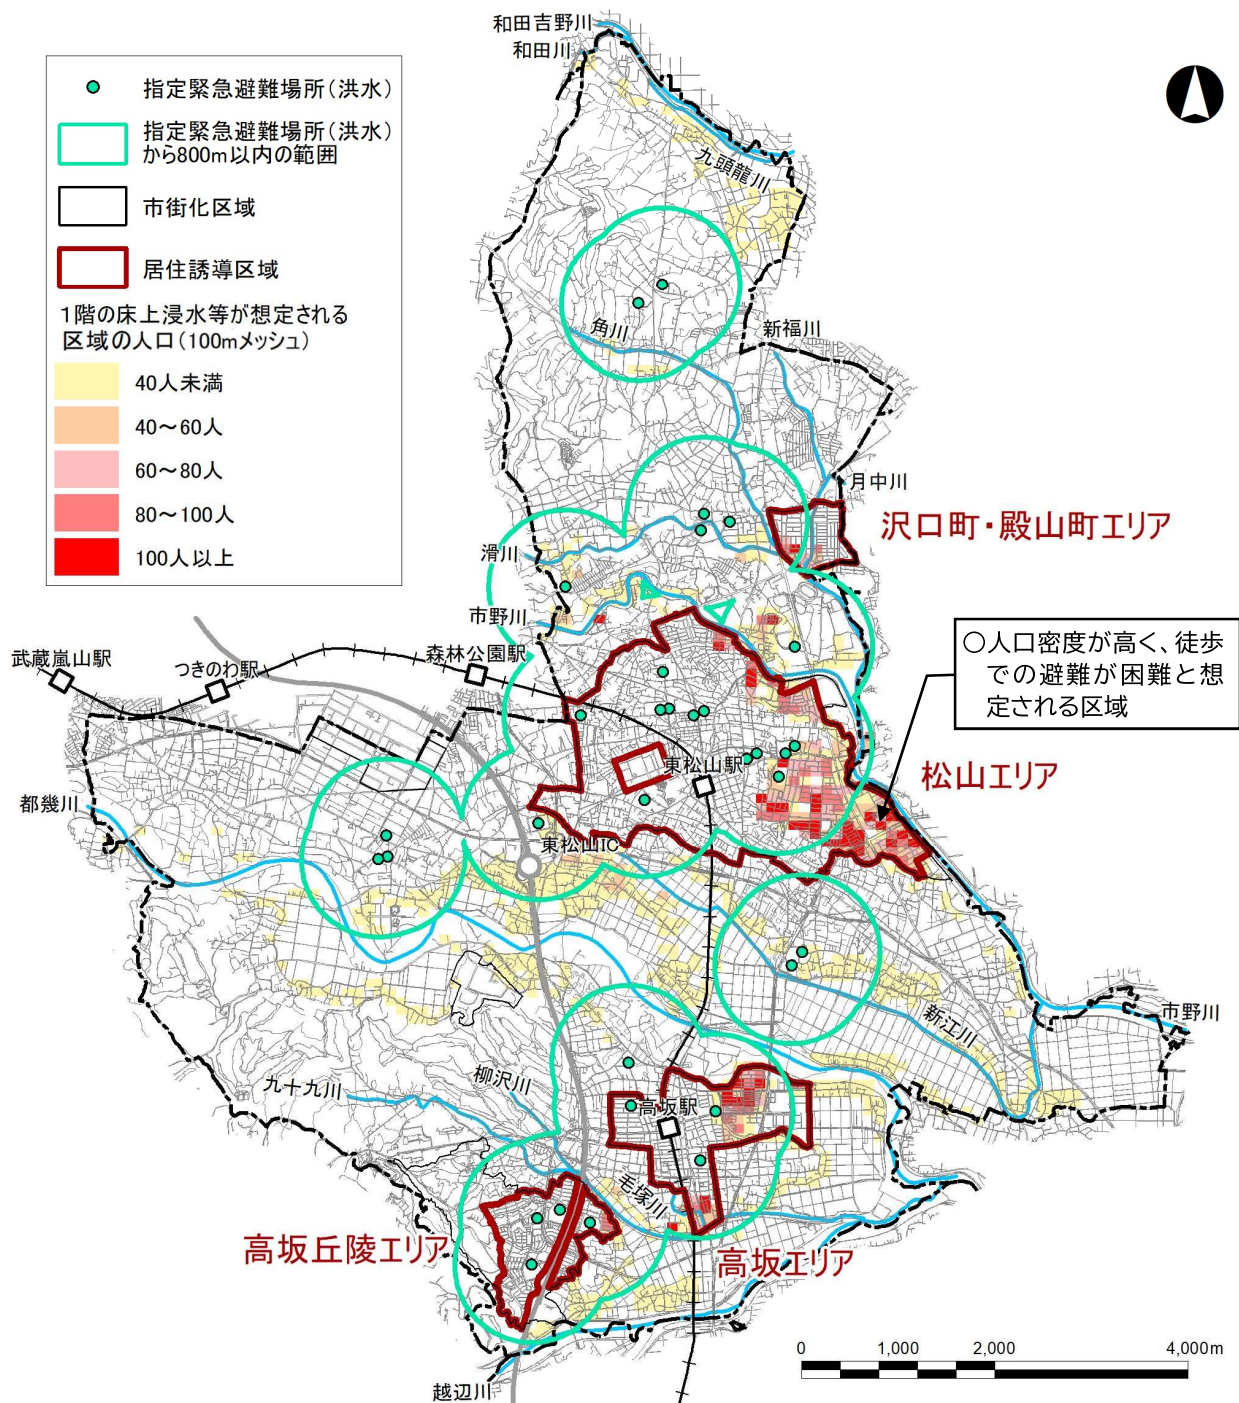 和田吉野川
和田川
指定緊急避難場所(洪水)
指定緊急避難場所(洪水)
から800m以内の範囲
市街化区域
居住誘導区域
1階の床上浸水等が想定される
区域の人口(100mメッシュ)
40人未満
40~60人
60~80人
80~100人
100人以上
九頭龍川
角川
新福川
月中川
沢口町・殿山町エリア
滑川
市野川
武蔵嵐山駅
つきのわ駅
森林公園駅
○人口密度が高く、徒歩
での避難が困難と想
定される区域
東松山駅
松山エリア
都幾川
東松山IC
新江川
市野川
九十九川
柳沢川
高坂駅
毛塚川
高坂丘陵エリア
高坂エリア
越辺川
0
1,000
2,000
4,000m